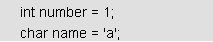 int number = 1;
char name = 'a';